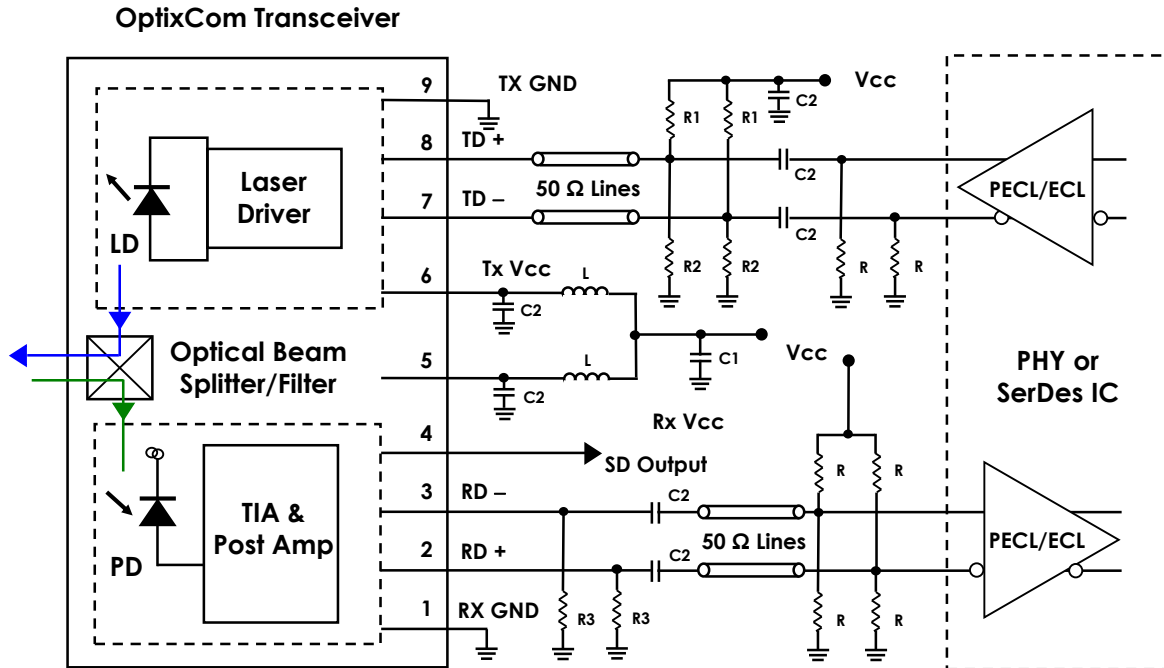 OptixCom Transceiver
9
TX GND
Vcc
C2
R1
R1
8
TD +
C2
Laser
Driver
50 Ω Lines
PECL/ECL
7
TD –
C2
LD
R2
R2
R
R
6
Tx Vcc
L
C2
Optical Beam
Splitter/Filter
5
L
C1
Vcc
C2
PHY or
SerDes IC
4
Rx Vcc
SD Output
R
R
3
RD –
C2
TIA &
Post Amp
50 Ω Lines
PECL/ECL
2
RD +
C2
PD
1
RX GND
R3
R3
R
R